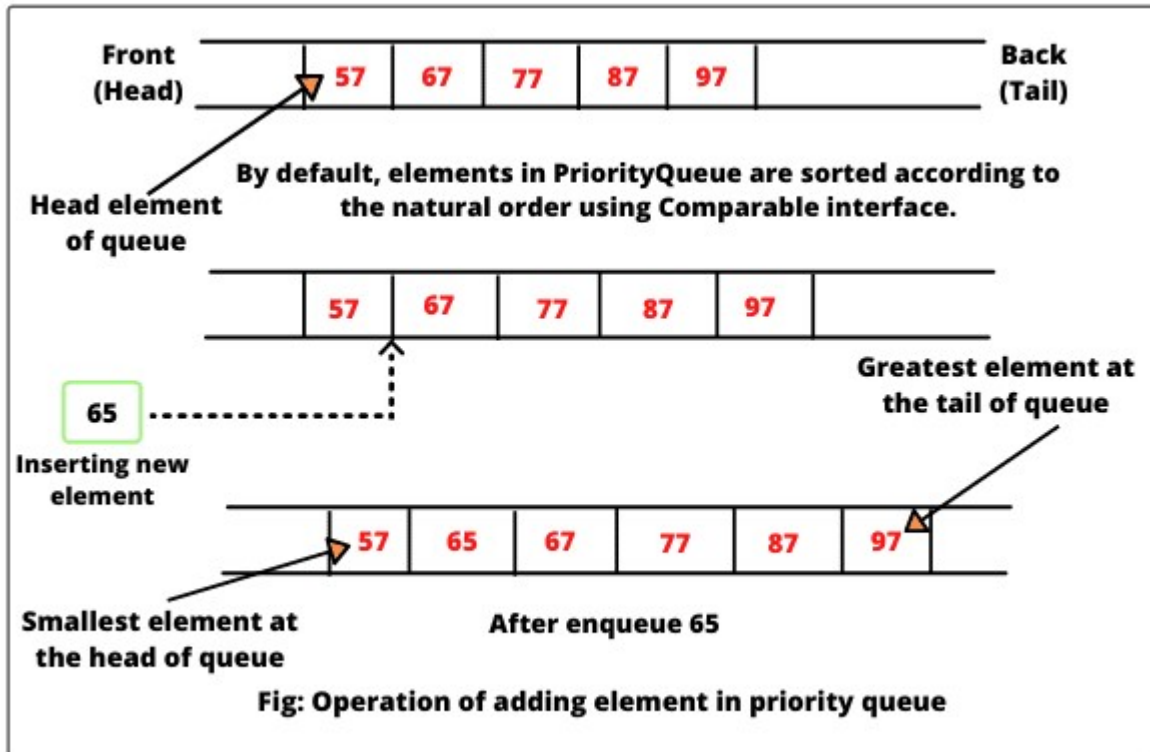 Front
(Head)
57 67 77 87 97
Back
(Tail)
By default, elements in PriorityQueue are sorted according to
the natural order using Comparable interface.
Head element
of queue
57 67 77 87 97
65
Inserting new
element
Greatest element at
the tail of queue
57 65 67 77 87 97
Smallest element at
the head of queue
After enqueue 65
Fig: Operation of adding element in priority queue